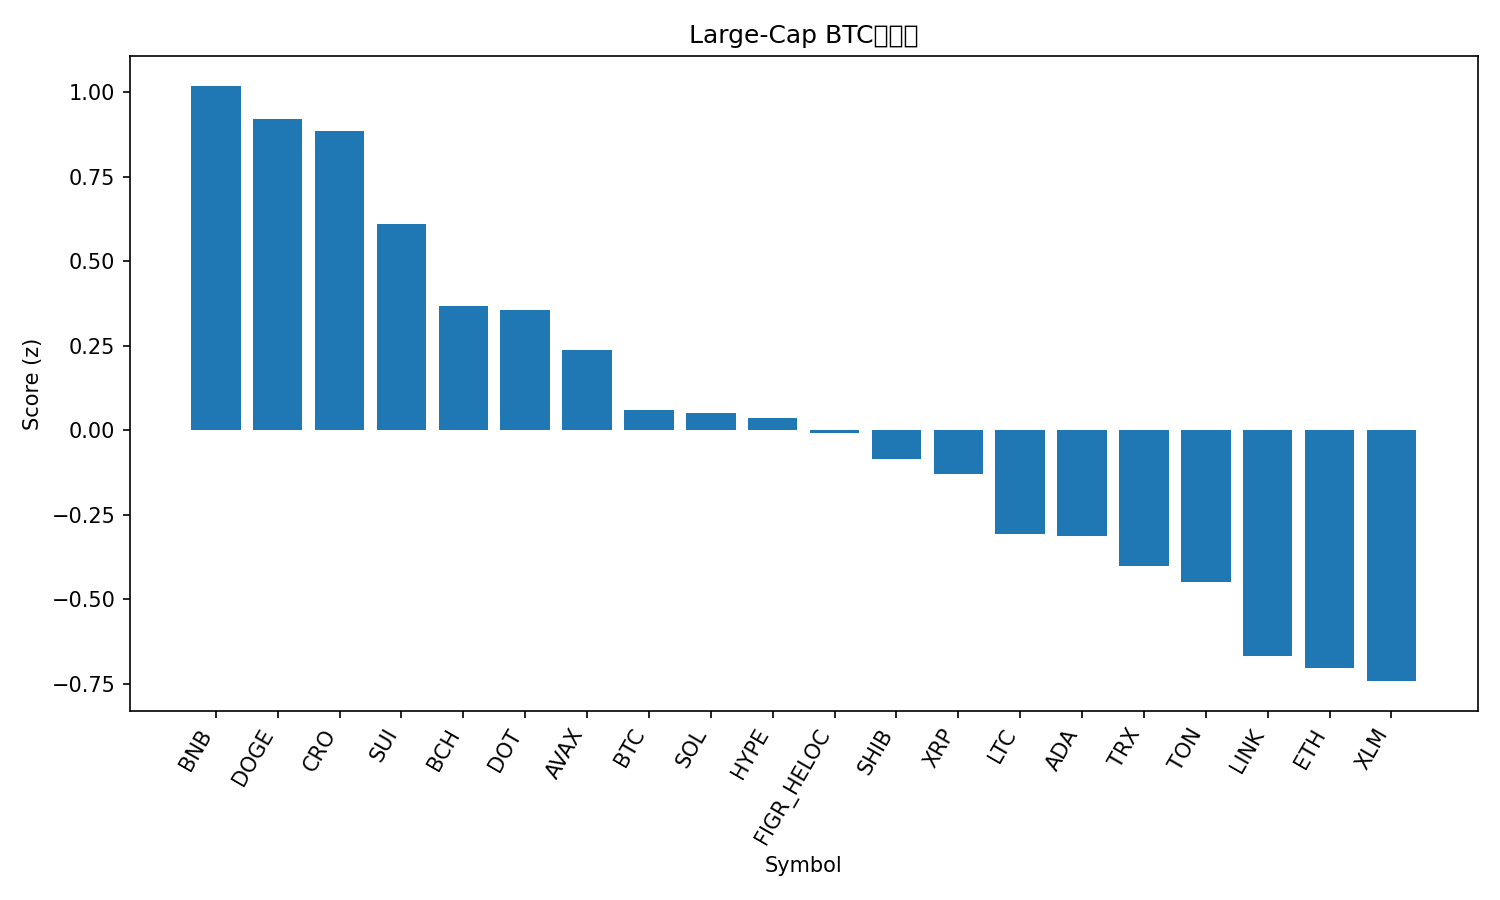 Large-Cap BTC
Score (z)
1.00
0.75
0.50
0.25
0.00
−0.25
−0.50
−0.75
BNB
DOGE
CRO
SUI
BCH
DOT
AVAX
BTC
SOL
HYPE
FIGR_HELOC
SHIB
XRP
LTC
ADA
TRX
TON
LINK
ETH
XLM
Symbol